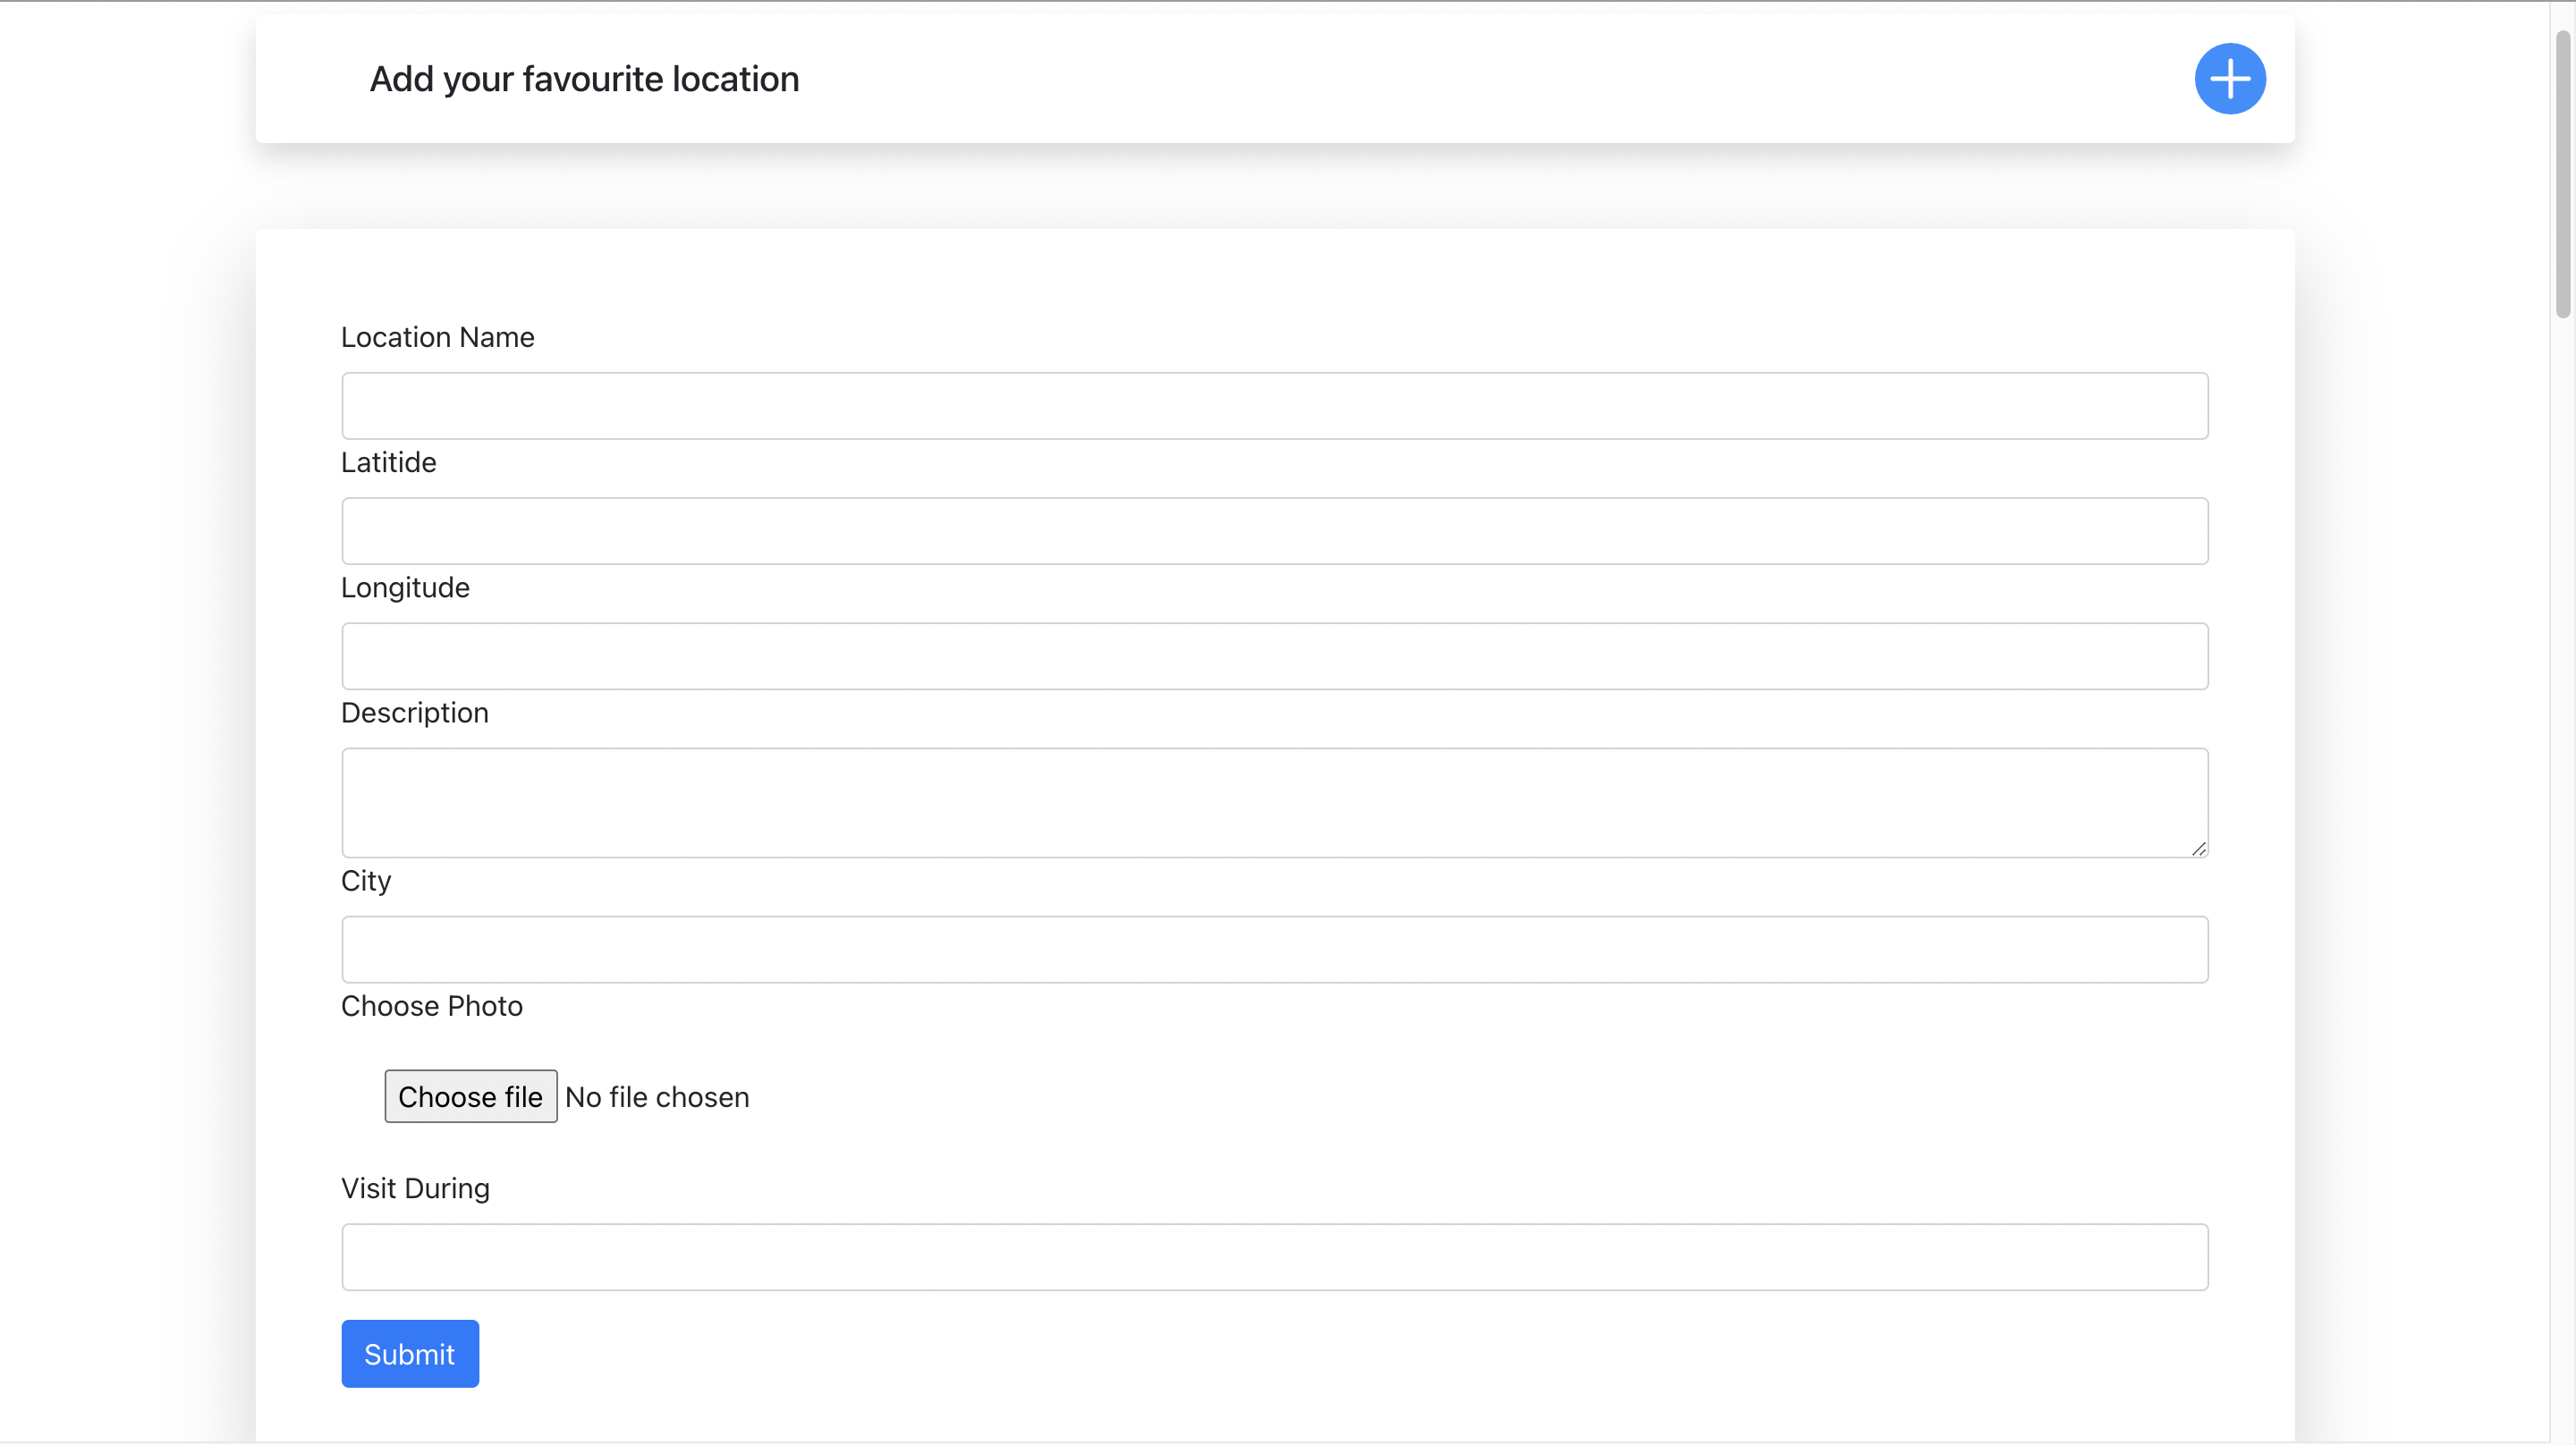 Add your favourite location
Location Name
Latitide
Longitude
Description
City
Choose Photo
Choose file No file chosen
Visit During
Submit